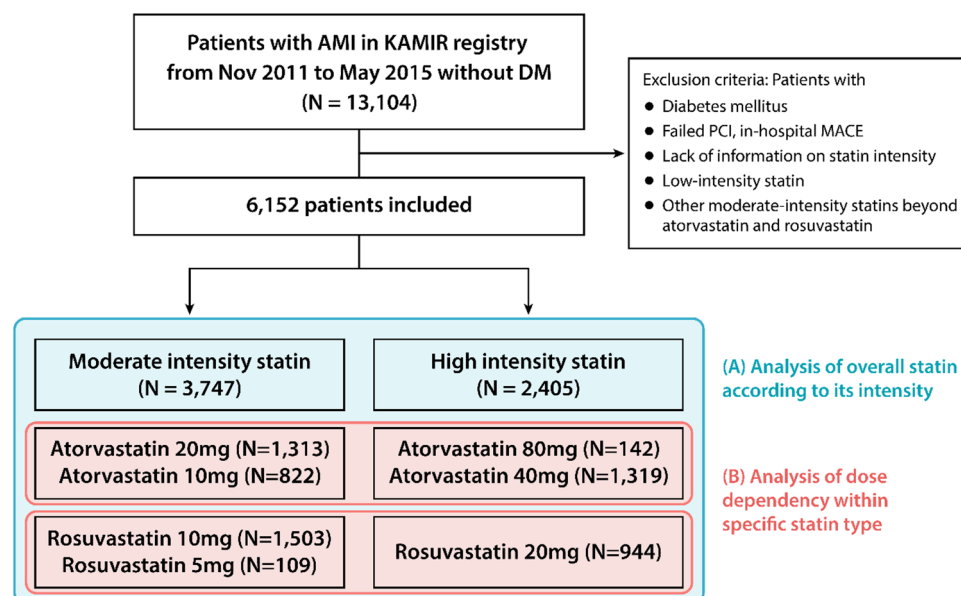 Patients with AMI in KAMIR registry
from Nov 2011 to May 2015 without DM
(N = 13,104)
Exclusion criteria: Patients with
● Diabetes mellitus
● Failed PCI, in-hospital MACE
● Lack of information on statin intensity
● Low-intensity statin
● Other moderate-intensity statins beyond
atorvastatin and rosuvastatin
6,152 patients included
Moderate intensity statin
(N = 3,747)
High intensity statin
(N = 2,405)
(A) Analysis of overall statin
according to its intensity
Atorvastatin 20mg (N=1,313)
Atorvastatin 10mg (N=822)
Atorvastatin 80mg (N=142)
Atorvastatin 40mg (N=1,319)
(B) Analysis of dose
dependency within
specific statin type
Rosuvastatin 10mg (N=1,503)
Rosuvastatin 5mg (N=109)
Rosuvastatin 20mg (N=944)